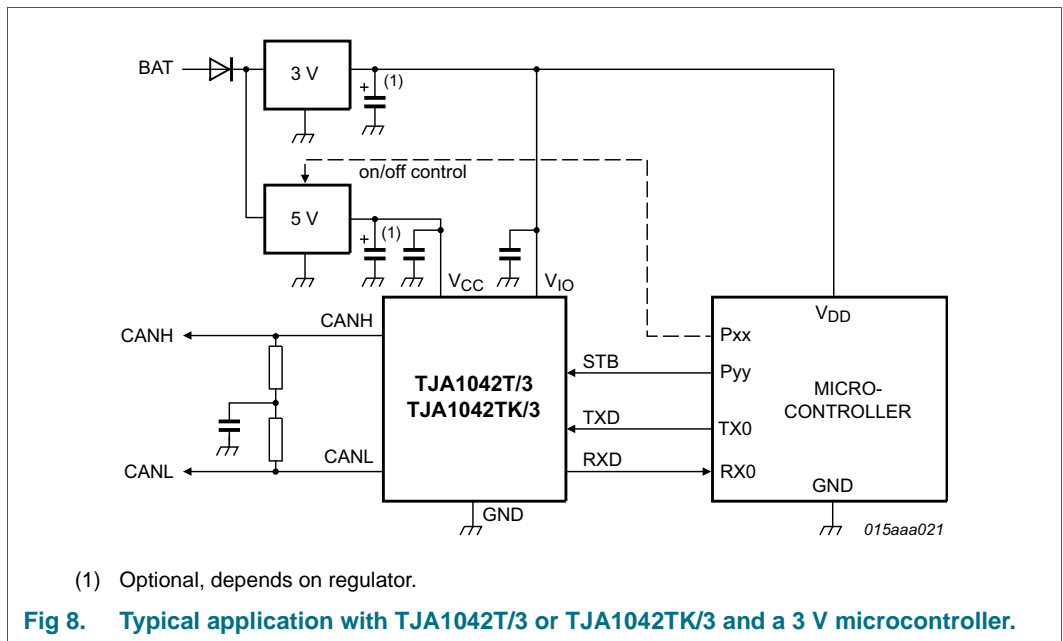 BAT
3 V
(1)
+
on/off control
5 V
(1)
+
VCC
VIO
CANH
CANH
TJA1042T/3
TJA1042TK/3
STB
TXD
RXD
Pxx
Pyy
TX0
RX0
VDD
MICRO-
CONTROLLER
GND
CANL
CANL
GND
015aaa021
(1) Optional, depends on regulator.
Fig 8. Typical application with TJA1042T/3 or TJA1042TK/3 and a 3 V microcontroller.